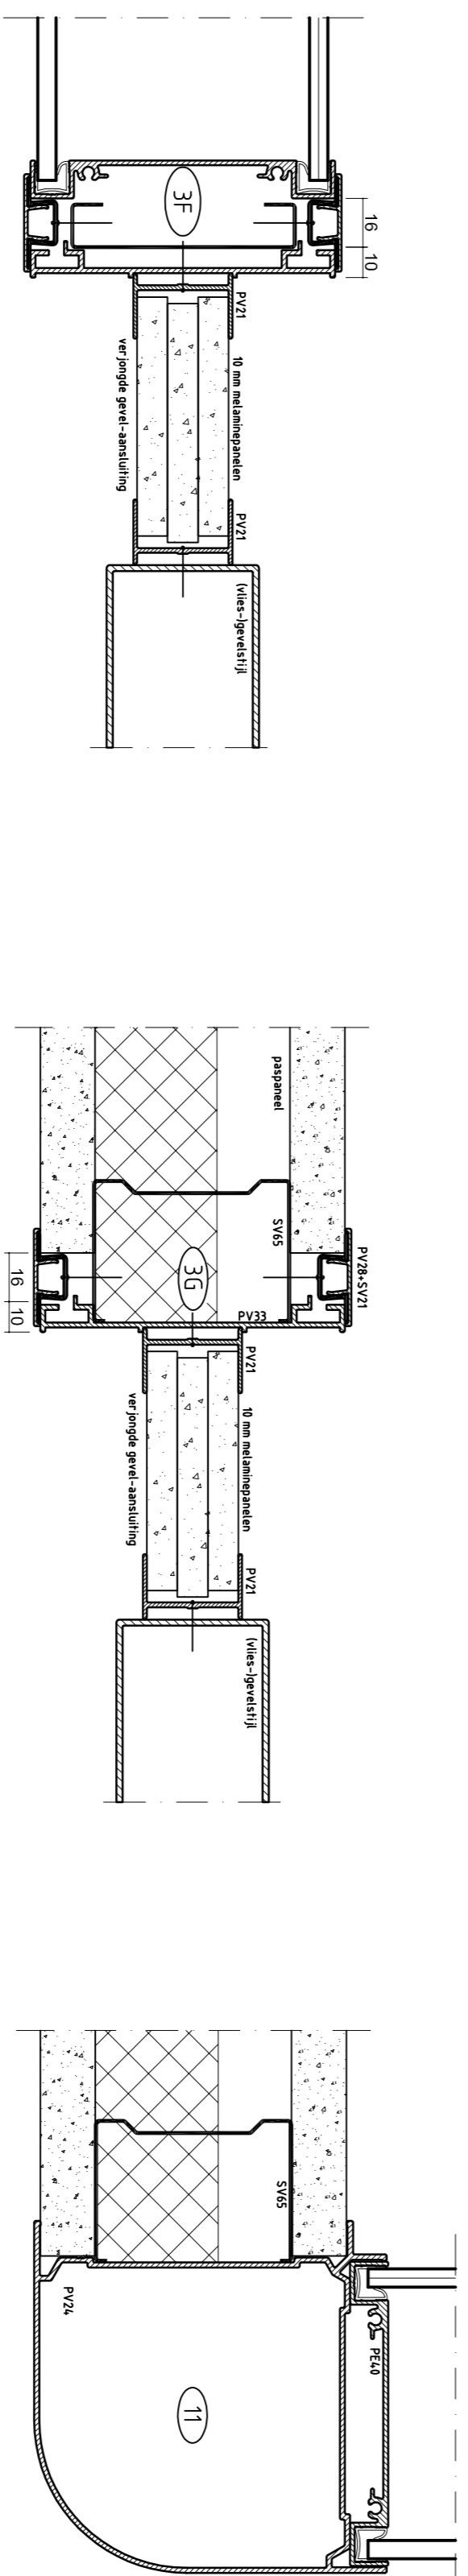 3F
16
10
PV21
10 mm melaminepanelen
verjongde gevel-aansluiting
PV21
(vlies-)gevelstijl
paspaneel
SV65
3G
PV33
PV28+SV21
16
10
PV21
10 mm melaminepanelen
verjongde gevel-aansluiting
PV21
(vlies-)gevelstijl
SV65
PV24
PE40
11